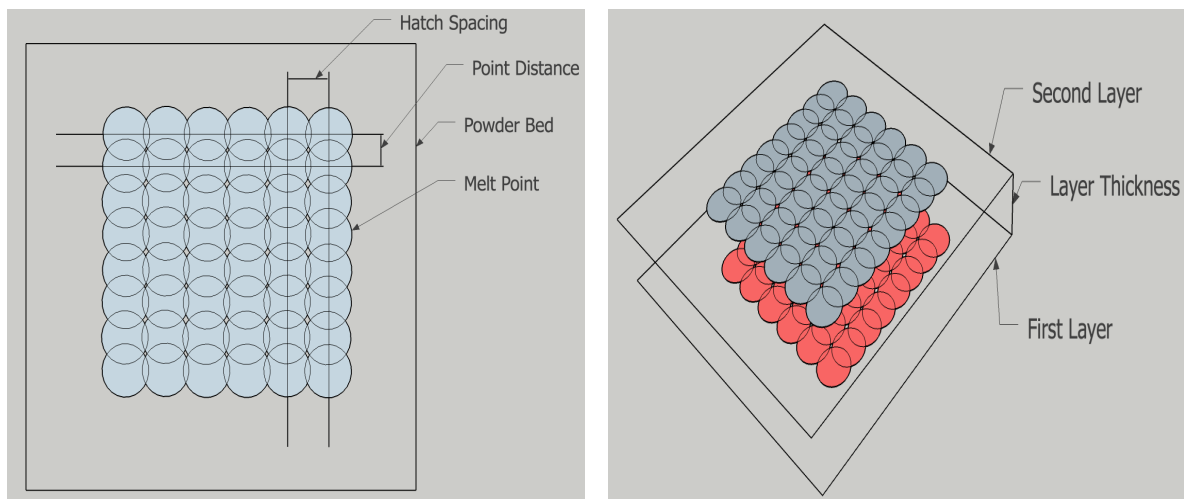 Hatch Spacing
Point Distance
Powder Bed
Melt Point
Second Layer
Layer Thickness
First Layer